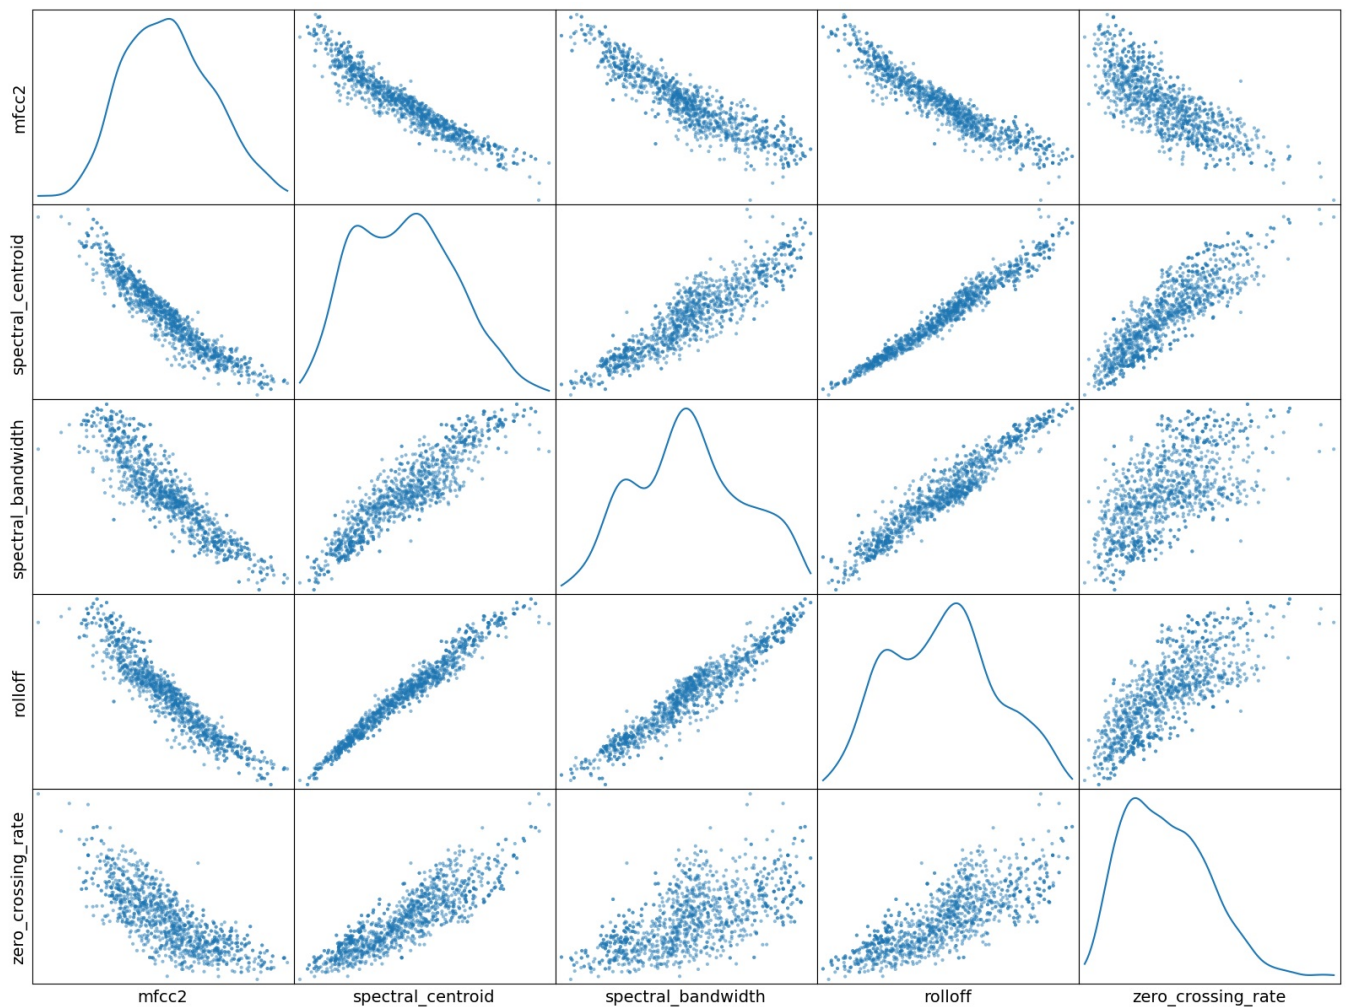 mfcc2
spectral_centroid
spectral_bandwidth
rolloff
zero_crossing_rate
mfcc2
spectral_centroid
spectral_bandwidth
rolloff
zero_crossing_rate